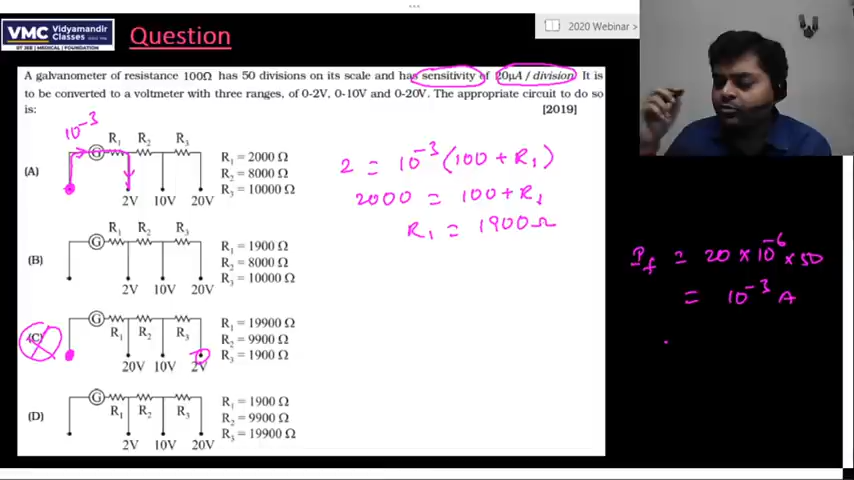 VMC Vidyamandir Classes
IIT JEE | MEDICAL | FOUNDATION
Question
2020 Webinar >
A galvanometer of resistance 100Ω has 50 divisions on its scale and has sensitivity of 20µA / division. It is
to be converted to a voltmeter with three ranges, of 0-2V, 0-10V and 0-20V. The appropriate circuit to do so
is: [2019]
10⁻³
(A)
G R₁ R₂ R₃
2V 10V 20V
R₁ = 2000 Ω
R₂ = 8000 Ω
R₃ = 10000 Ω
(B)
G R₁ R₂ R₃
2V 10V 20V
R₁ = 1900 Ω
R₂ = 8000 Ω
R₃ = 10000 Ω
(C)
G R₁ R₂ R₃
20V 10V 2V
R₁ = 19900 Ω
R₂ = 9900 Ω
R₃ = 1900 Ω
(D)
G R₁ R₂ R₃
2V 10V 20V
R₁ = 1900 Ω
R₂ = 9900 Ω
R₃ = 19900 Ω
2 = 10⁻³ (100 + R₁)
2000 = 100 + R₁
R₁ = 1900 Ω
I_f = 20 × 10⁻⁶ × 50
= 10⁻³ A